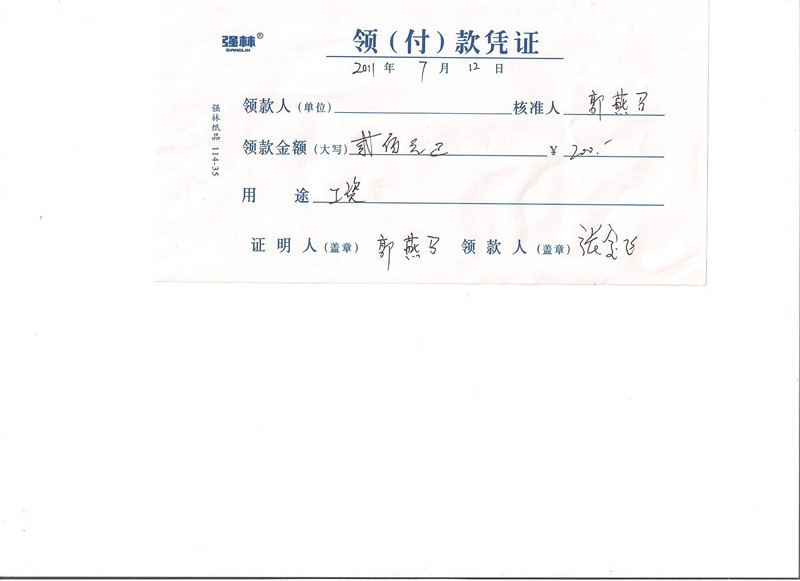 强林® 领（付）款凭证
QIANGLIN
2011 年 7 月 12 日
领款人（单位） 核准人 郭燕
领款金额（大写） 贰佰元正 ¥ 200.-
用 途 工资
证明人（盖章） 郭燕 领款人（盖章） 张宝飞
强林纸品 114-35